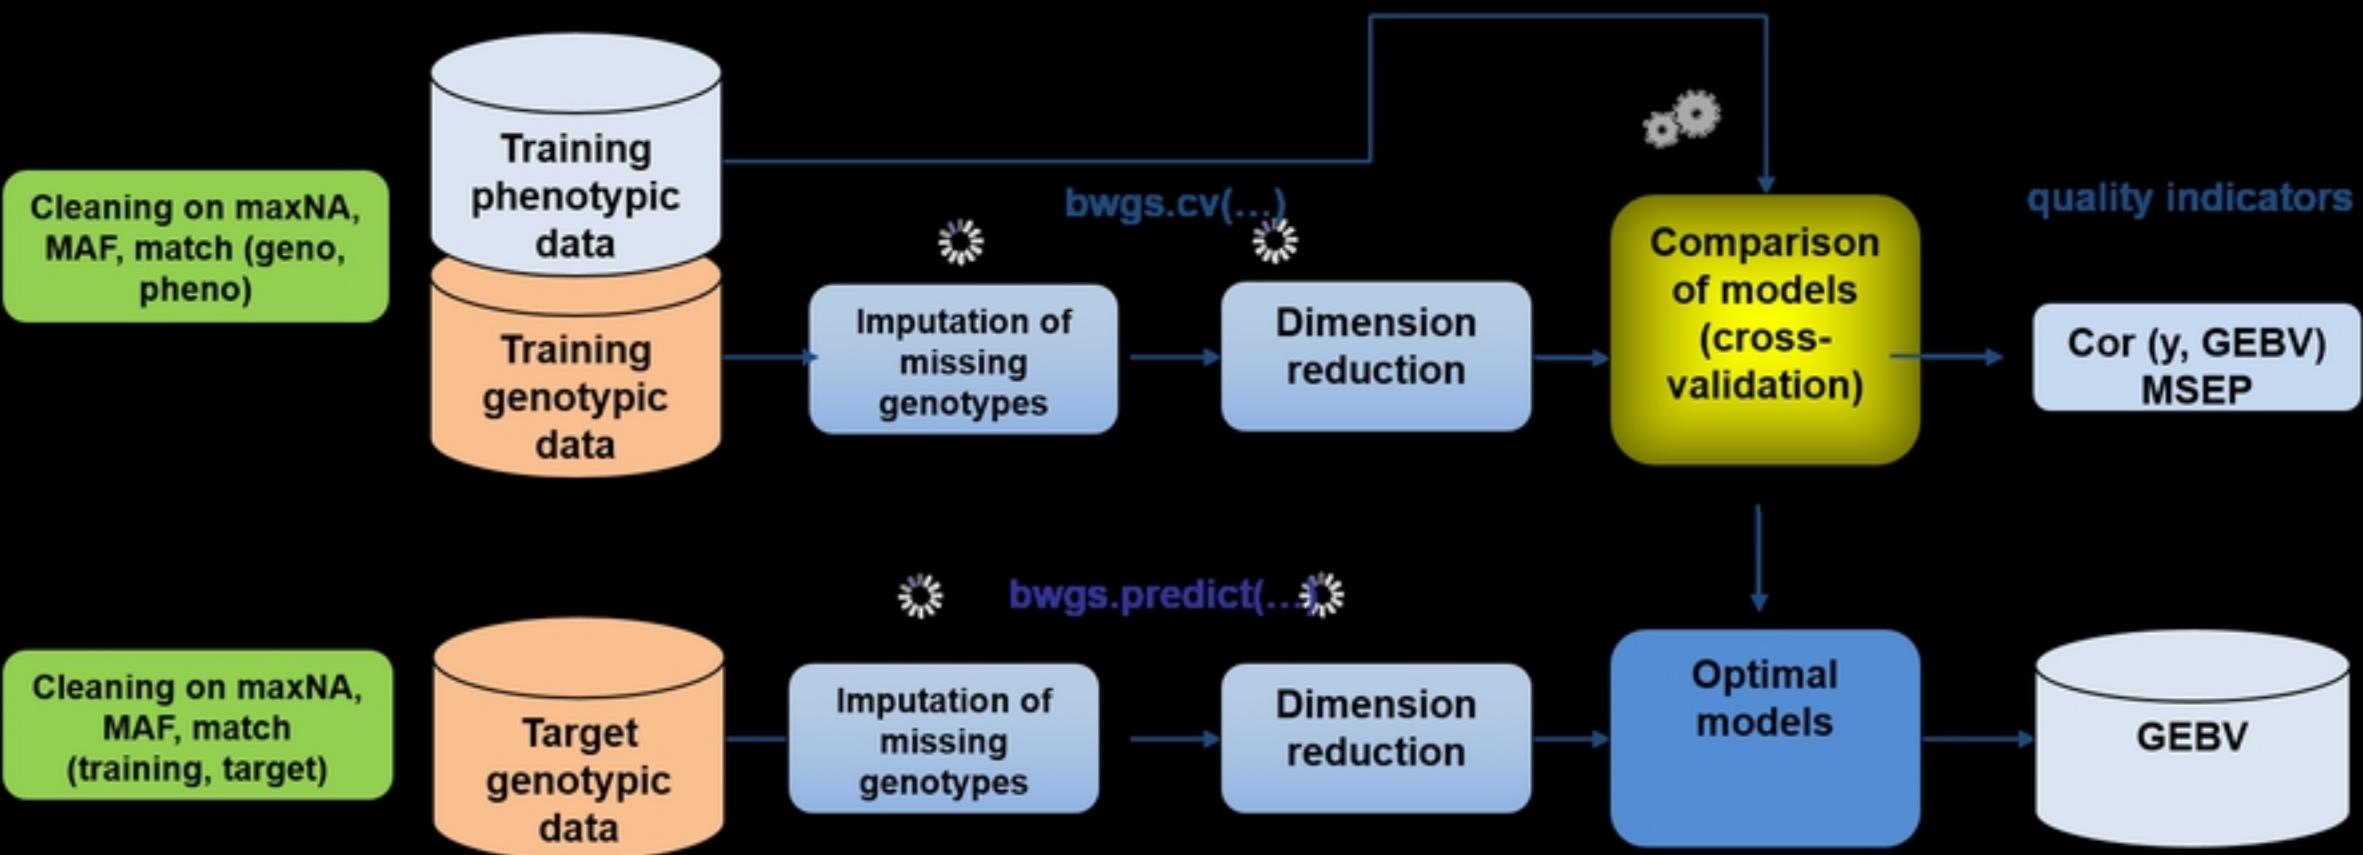 Training
phenotypic
data
Cleaning on maxNA,
MAF, match (geno,
pheno)
Training
genotypic
data
bwgs.cv(...)
Imputation of
missing
genotypes
Dimension
reduction
Comparison
of models
(cross-
validation)
quality indicators
Cor (y, GEBV)
MSEP
bwgs.predict(...)
Cleaning on maxNA,
MAF, match
(training, target)
Target
genotypic
data
Imputation of
missing
genotypes
Dimension
reduction
Optimal
models
GEBV